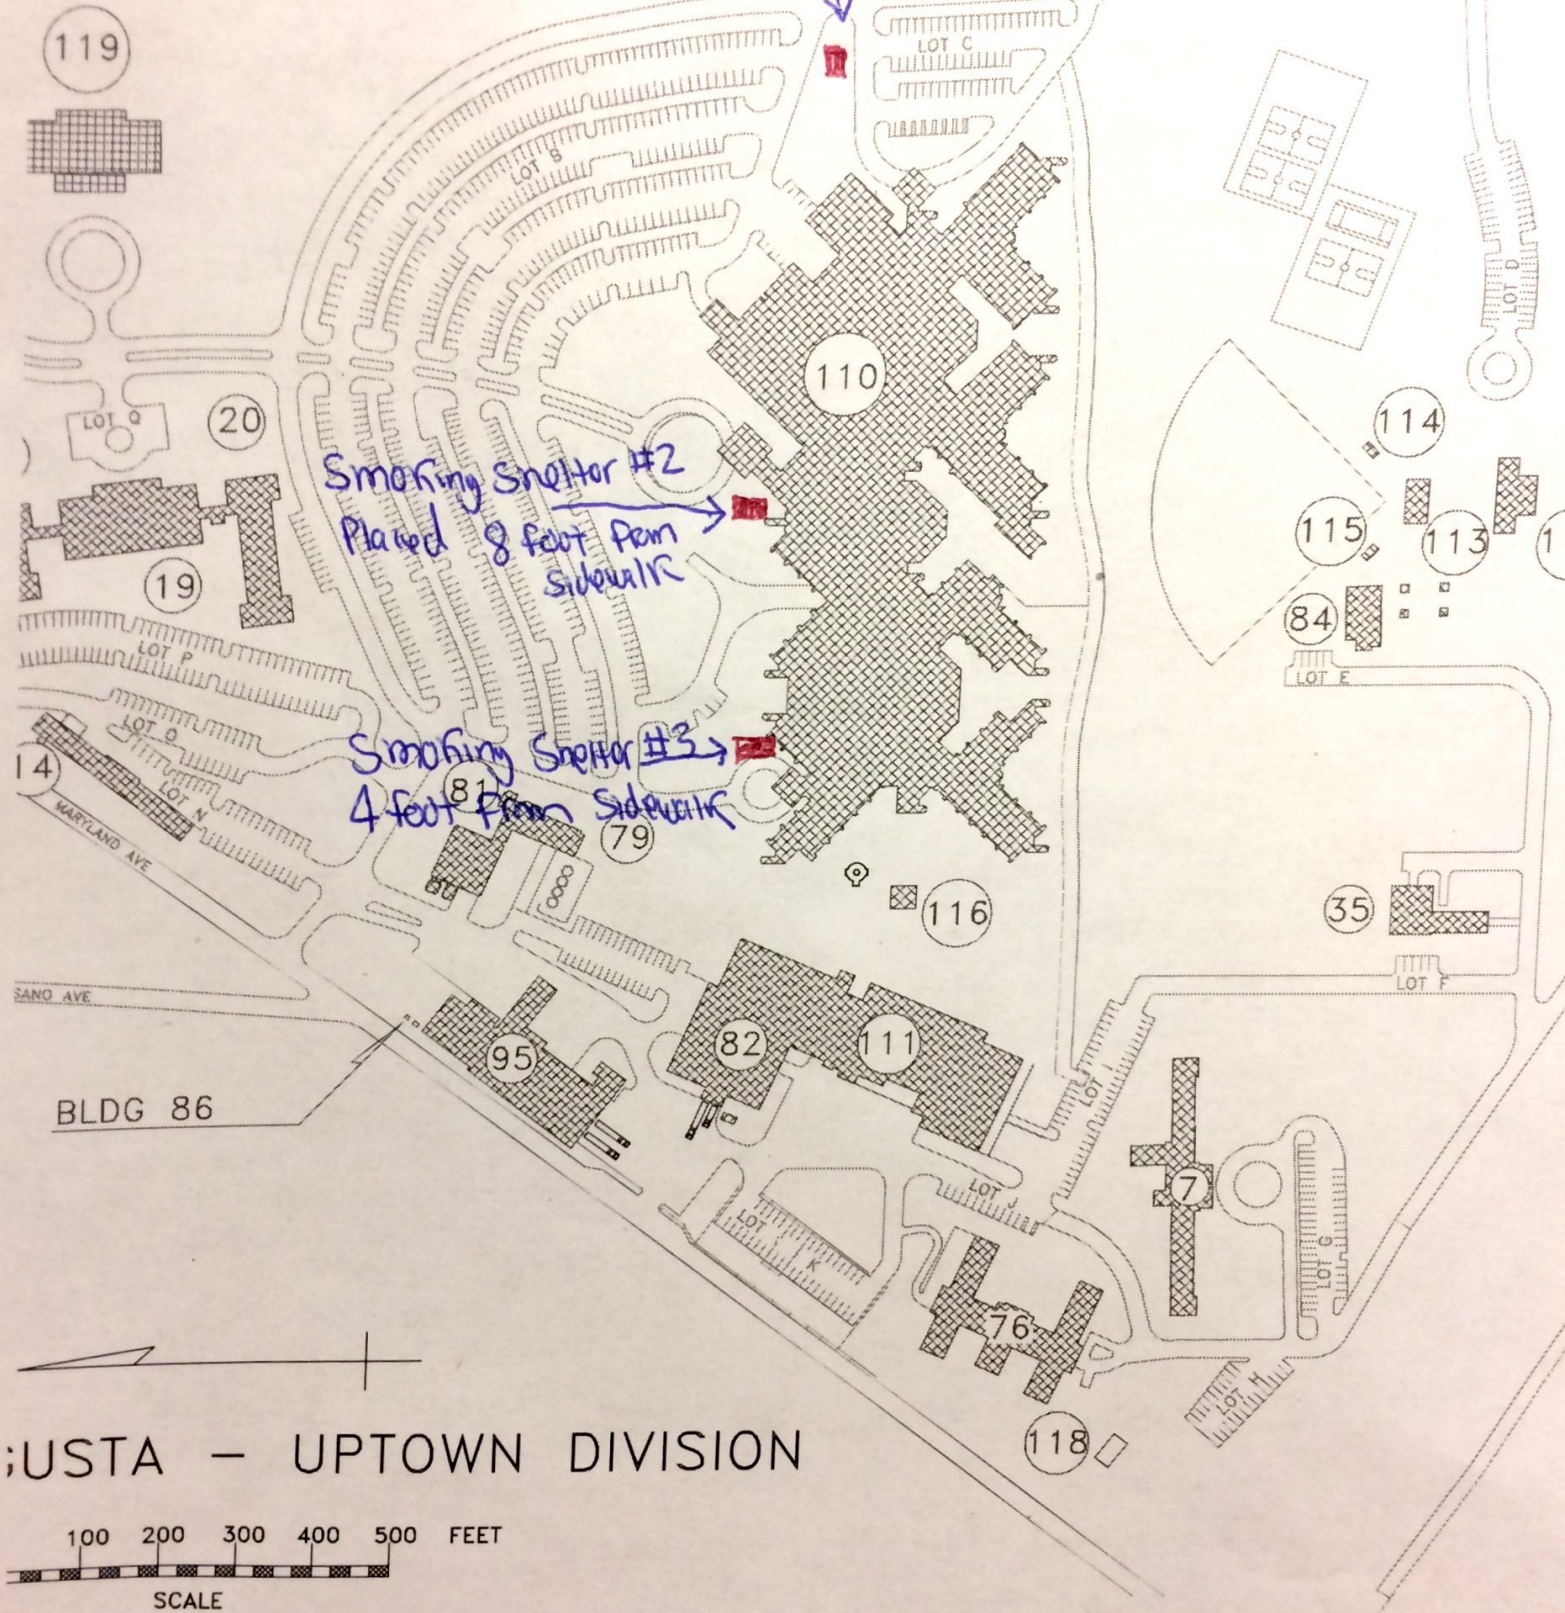 119
LOT C
LOT S
LOT D
110
LOT Q
20
114
Smoking Shelter #2
Placed 8 foot from
Sidewalk
115
113
19
84
LOT P
LOT E
LOT O
Smoking Shelter #3
14
81
LOT N
4 foot from Sidewalk
MARYLAND AVE
79
116
35
SANO AVE
LOT F
95
82
111
LOT I
BLDG 86
7
LOT J
LOT K
LOT G
76
LOT H
118
USTA - UPTOWN DIVISION
100 200 300 400 500 FEET
SCALE